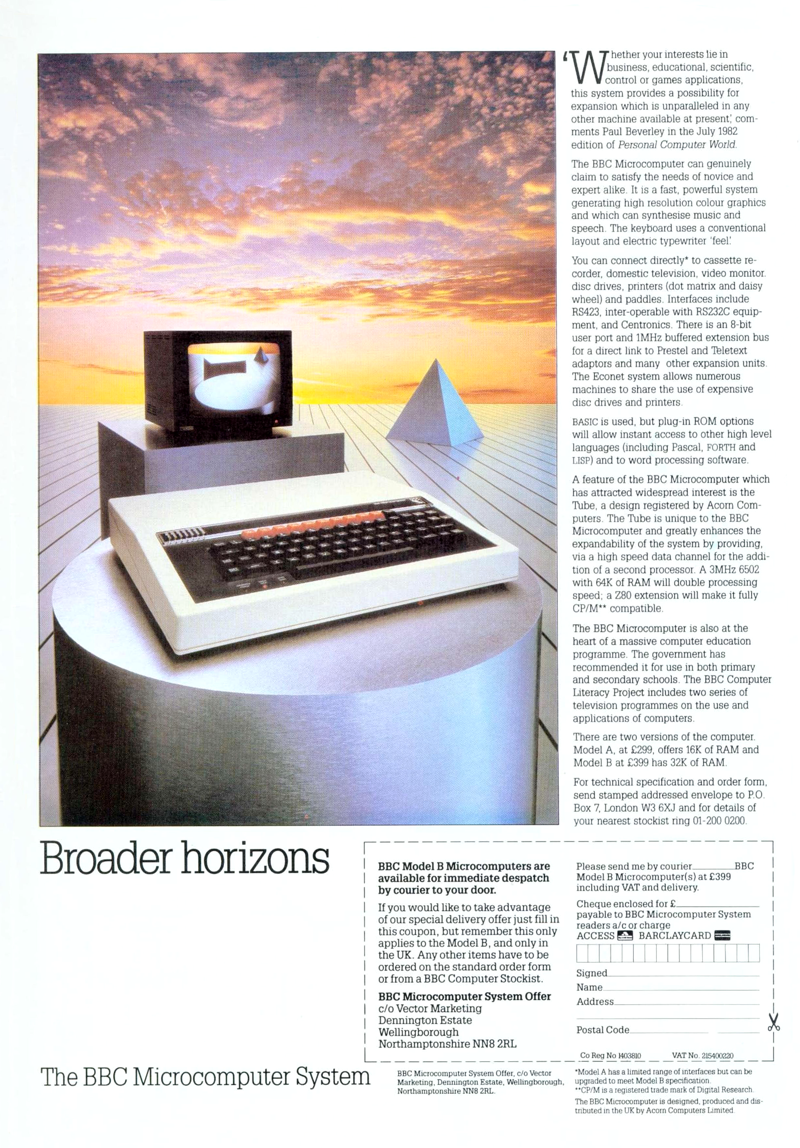 ‘Whether your interests lie in
business, educational, scientific,
control or games applications,
this system provides a possibility for
expansion which is unparalleled in any
other machine available at present,’ com-
ments Paul Beverley in the July 1982
edition of Personal Computer World.
The BBC Microcomputer can genuinely
claim to satisfy the needs of novice and
expert alike. It is a fast, powerful system
generating high resolution colour graphics
and which can synthesise music and
speech. The keyboard uses a conventional
layout and electric typewriter ‘feel’.
You can connect directly* to cassette re-
corder, domestic television, video monitor.
disc drives, printers (dot matrix and daisy
wheel) and paddles. Interfaces include
RS423, inter-operable with RS232C equip-
ment, and Centronics. There is an 8-bit
user port and 1MHz buffered extension bus
for a direct link to Prestel and Teletext
adaptors and many other expansion units.
The Econet system allows numerous
machines to share the use of expensive
disc drives and printers.
BASIC is used, but plug-in ROM options
will allow instant access to other high level
languages (including Pascal, FORTH and
LISP) and to word processing software.
A feature of the BBC Microcomputer which
has attracted widespread interest is the
Tube, a design registered by Acorn Com-
puters. The Tube is unique to the BBC
Microcomputer and greatly enhances the
expandability of the system by providing,
via a high speed data channel for the addi-
tion of a second processor. A 3MHz 6502
with 64K of RAM will double processing
speed; a Z80 extension will make it fully
CP/M** compatible.
The BBC Microcomputer is also at the
heart of a massive computer education
programme. The government has
recommended it for use in both primary
and secondary schools. The BBC Computer
Literacy Project includes two series of
television programmes on the use and
applications of computers.
There are two versions of the computer.
Model A, at £299, offers 16K of RAM and
Model B at £399 has 32K of RAM.
For technical specification and order form,
send stamped addressed envelope to P.O.
Box 7, London W3 6XJ and for details of
your nearest stockist ring 01-200 0200.
Broader horizons
BBC Model B Microcomputers are
available for immediate despatch
by courier to your door.
If you would like to take advantage
of our special delivery offer just fill in
this coupon, but remember this only
applies to the Model B, and only in
the UK. Any other items have to be
ordered on the standard order form
or from a BBC Computer Stockist.
BBC Microcomputer System Offer
c/o Vector Marketing
Dennington Estate
Wellingborough
Northamptonshire NN8 2RL
Please send me by courier BBC
Model B Microcomputer(s) at £399
including VAT and delivery.
Cheque enclosed for £
payable to BBC Microcomputer System
readers a/c or charge
ACCESS BARCLAYCARD
Signed
Name
Address
Postal Code
Co Reg No 1403810 VAT No. 215400220
The BBC Microcomputer System
BBC Microcomputer System Offer, c/o Vector
Marketing, Dennington Estate, Wellingborough,
Northamptonshire NN8 2RL.
*Model A has a limited range of interfaces but can be
upgraded to meet Model B specification.
**CP/M is a registered trade mark of Digital Research.
The BBC Microcomputer is designed, produced and dis-
tributed in the UK by Acorn Computers Limited.